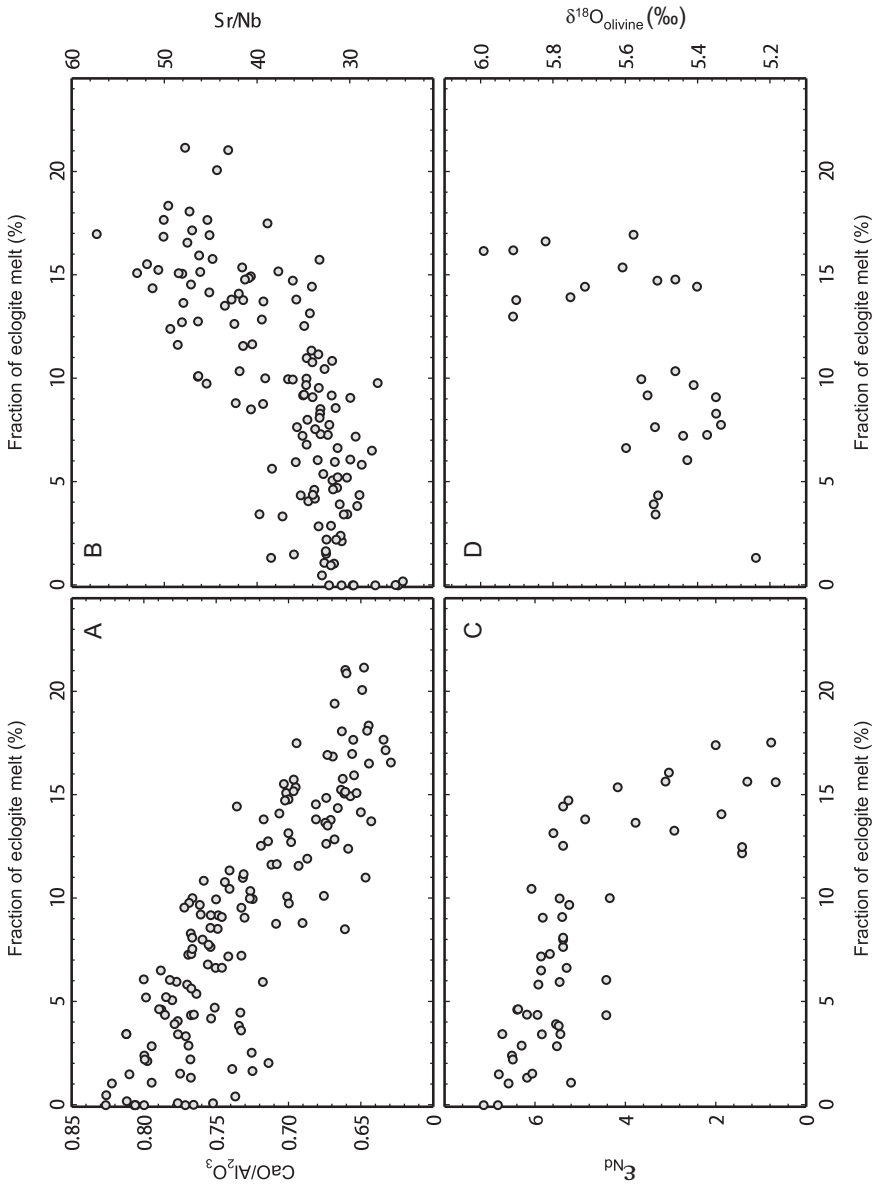 Fraction of eclogite melt (%)
Fraction of eclogite melt (%)
0 5 10 15 20
0 5 10 15 20
A
B
0.85
0.80
0.75
0.70
0.65
0
CaO/Al₂O₃
60
50
40
30
Sr/Nb
C
D
6
4
2
0
εNd
6.0
5.8
5.6
5.4
5.2
δ¹⁸Oolivine(‰)
0 5 10 15 20
0 5 10 15 20
Fraction of eclogite melt (%)
Fraction of eclogite melt (%)